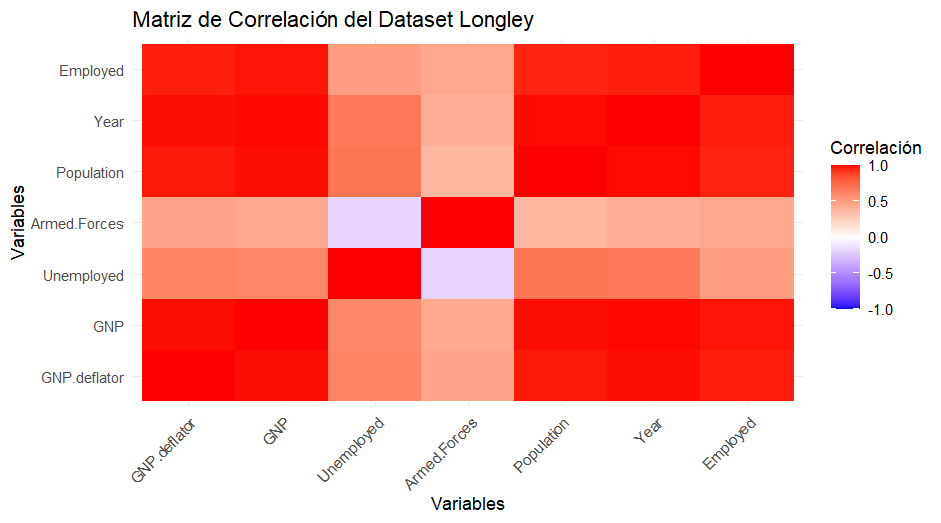 Matriz de Correlación del Dataset Longley
Variables
Employed
Year
Population
Armed.Forces
Unemployed
GNP
GNP.deflator
GNP.deflator
GNP
Unemployed
Armed.Forces
Population
Year
Employed
Variables
Correlación
1.0
0.5
0.0
-0.5
-1.0